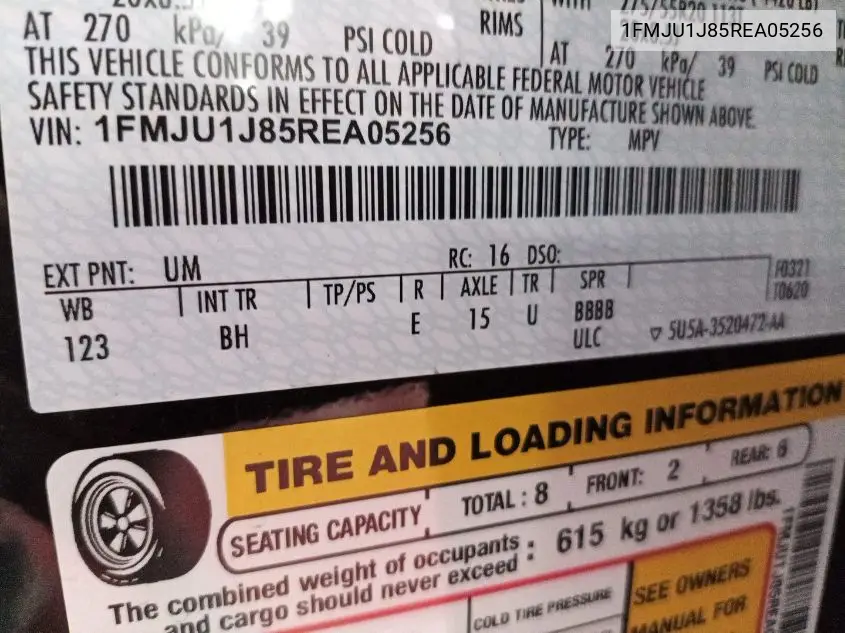 1FMJU1J85REA05256
RIMS
AT 270 kPa/ 39 PSI COLD
AT 270 kPa/ 39 PSI COLD
THIS VEHICLE CONFORMS TO ALL APPLICABLE FEDERAL MOTOR VEHICLE
SAFETY STANDARDS IN EFFECT ON THE DATE OF MANUFACTURE SHOWN ABOVE.
VIN: 1FMJU1J85REA05256 TYPE: MPV
EXT PNT: UM RC: 16 DSO:
WB INT TR TP/PS R AXLE TR SPR
123 BH E 15 U BBBB
ULC
F0321
T0620
5U5A-3520472-AA
TIRE AND LOADING INFORMATION
SEATING CAPACITY TOTAL : 8 FRONT: 2 REAR: 6
The combined weight of occupants
and cargo should never exceed : 615 kg or 1358 lbs.
COLD TIRE PRESSURE
SEE OWNERS
MANUAL FOR